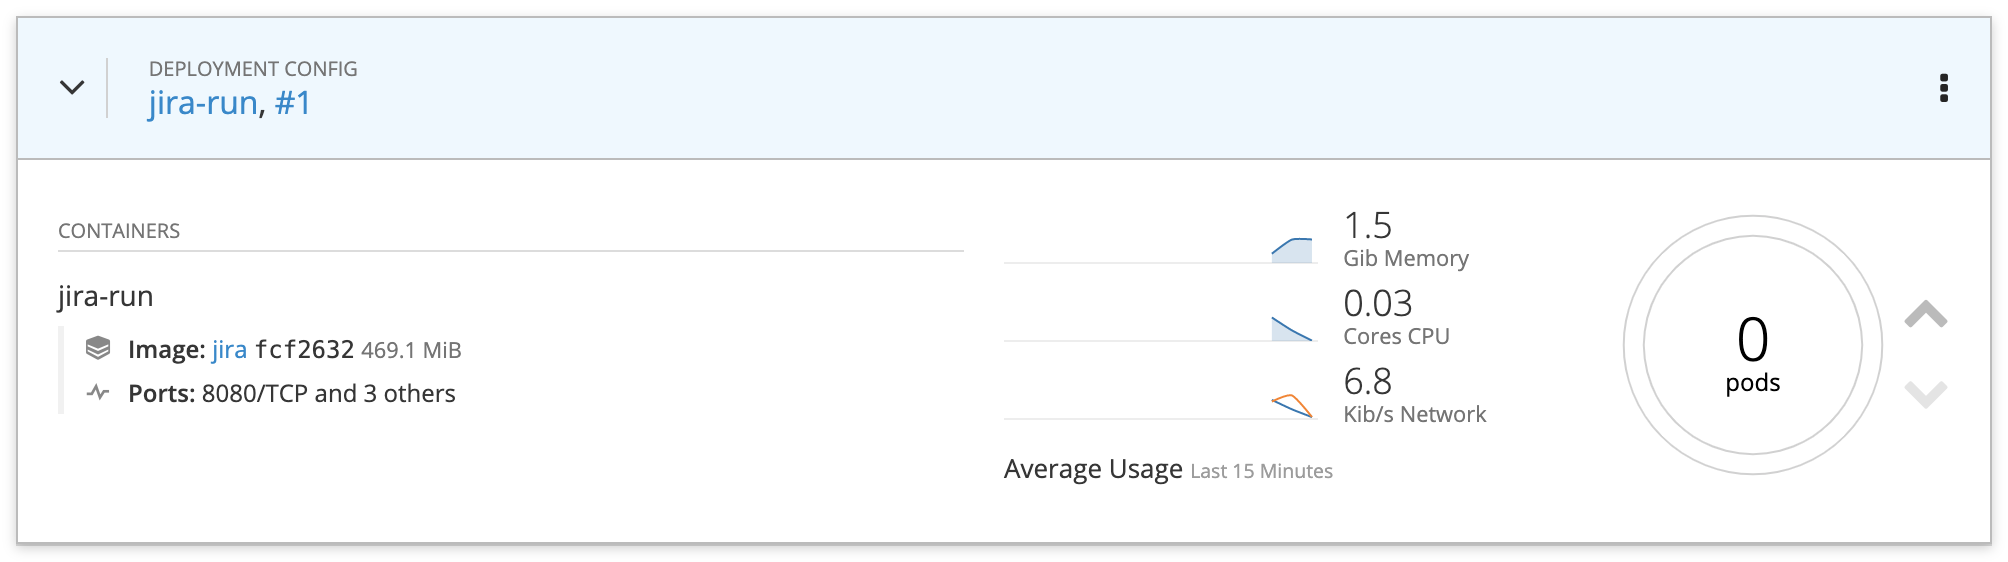 DEPLOYMENT CONFIG
jira-run, #1
CONTAINERS
jira-run
Image: jira fcf2632 469.1 MiB
Ports: 8080/TCP and 3 others
1.5
Gib Memory
0.03
Cores CPU
6.8
Kib/s Network
Average Usage Last 15 Minutes
0
pods